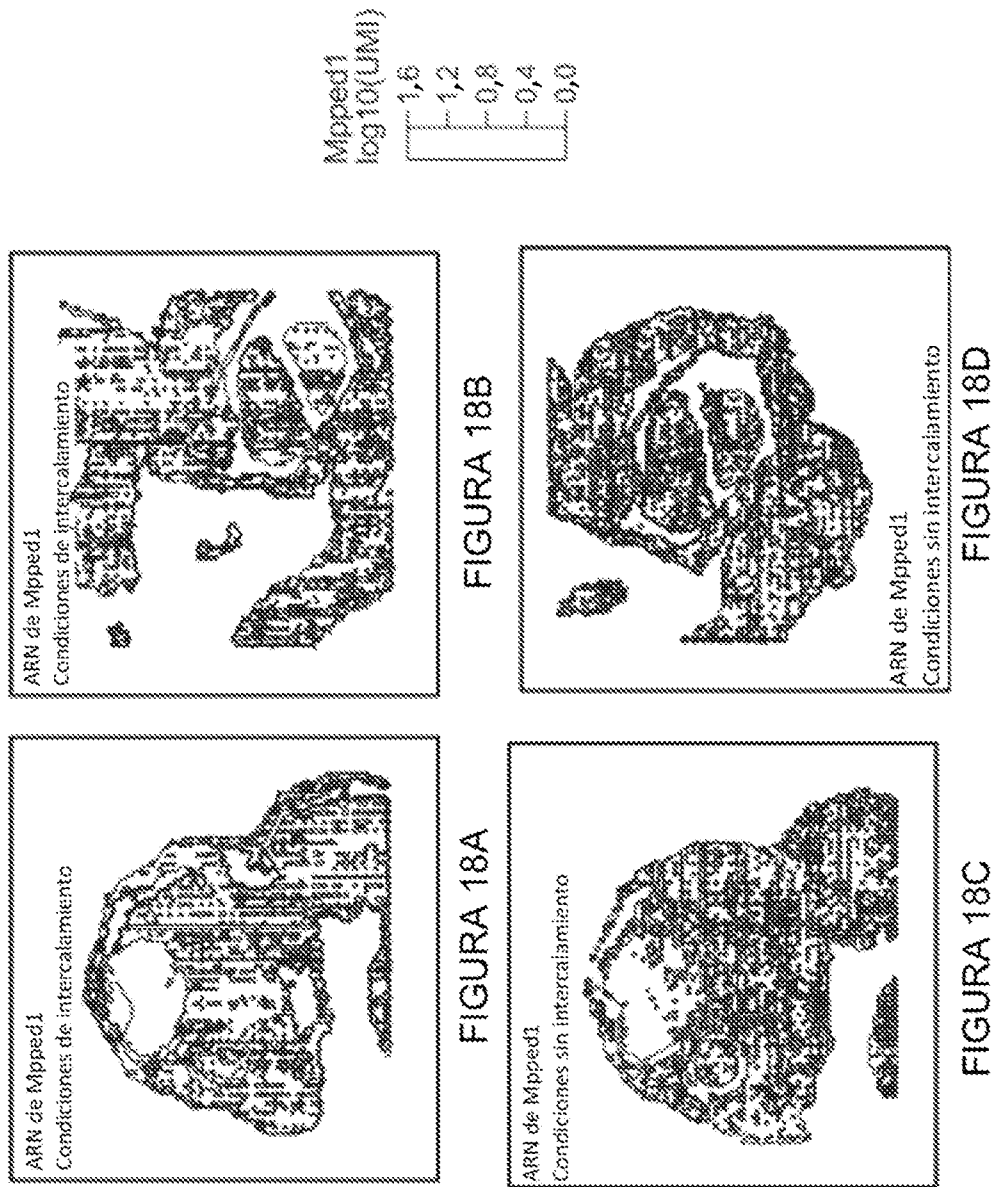 ARN de Mpped1
Condiciones de intercalamiento
FIGURA 18A
ARN de Mpped1
Condiciones de intercalamiento
FIGURA 18B
ARN de Mpped1
Condiciones sin intercalamiento
FIGURA 18C
ARN de Mpped1
Condiciones sin intercalamiento
FIGURA 18D
Mpped1
log10(UMI)
1,6
1,2
0,8
0,4
0,0